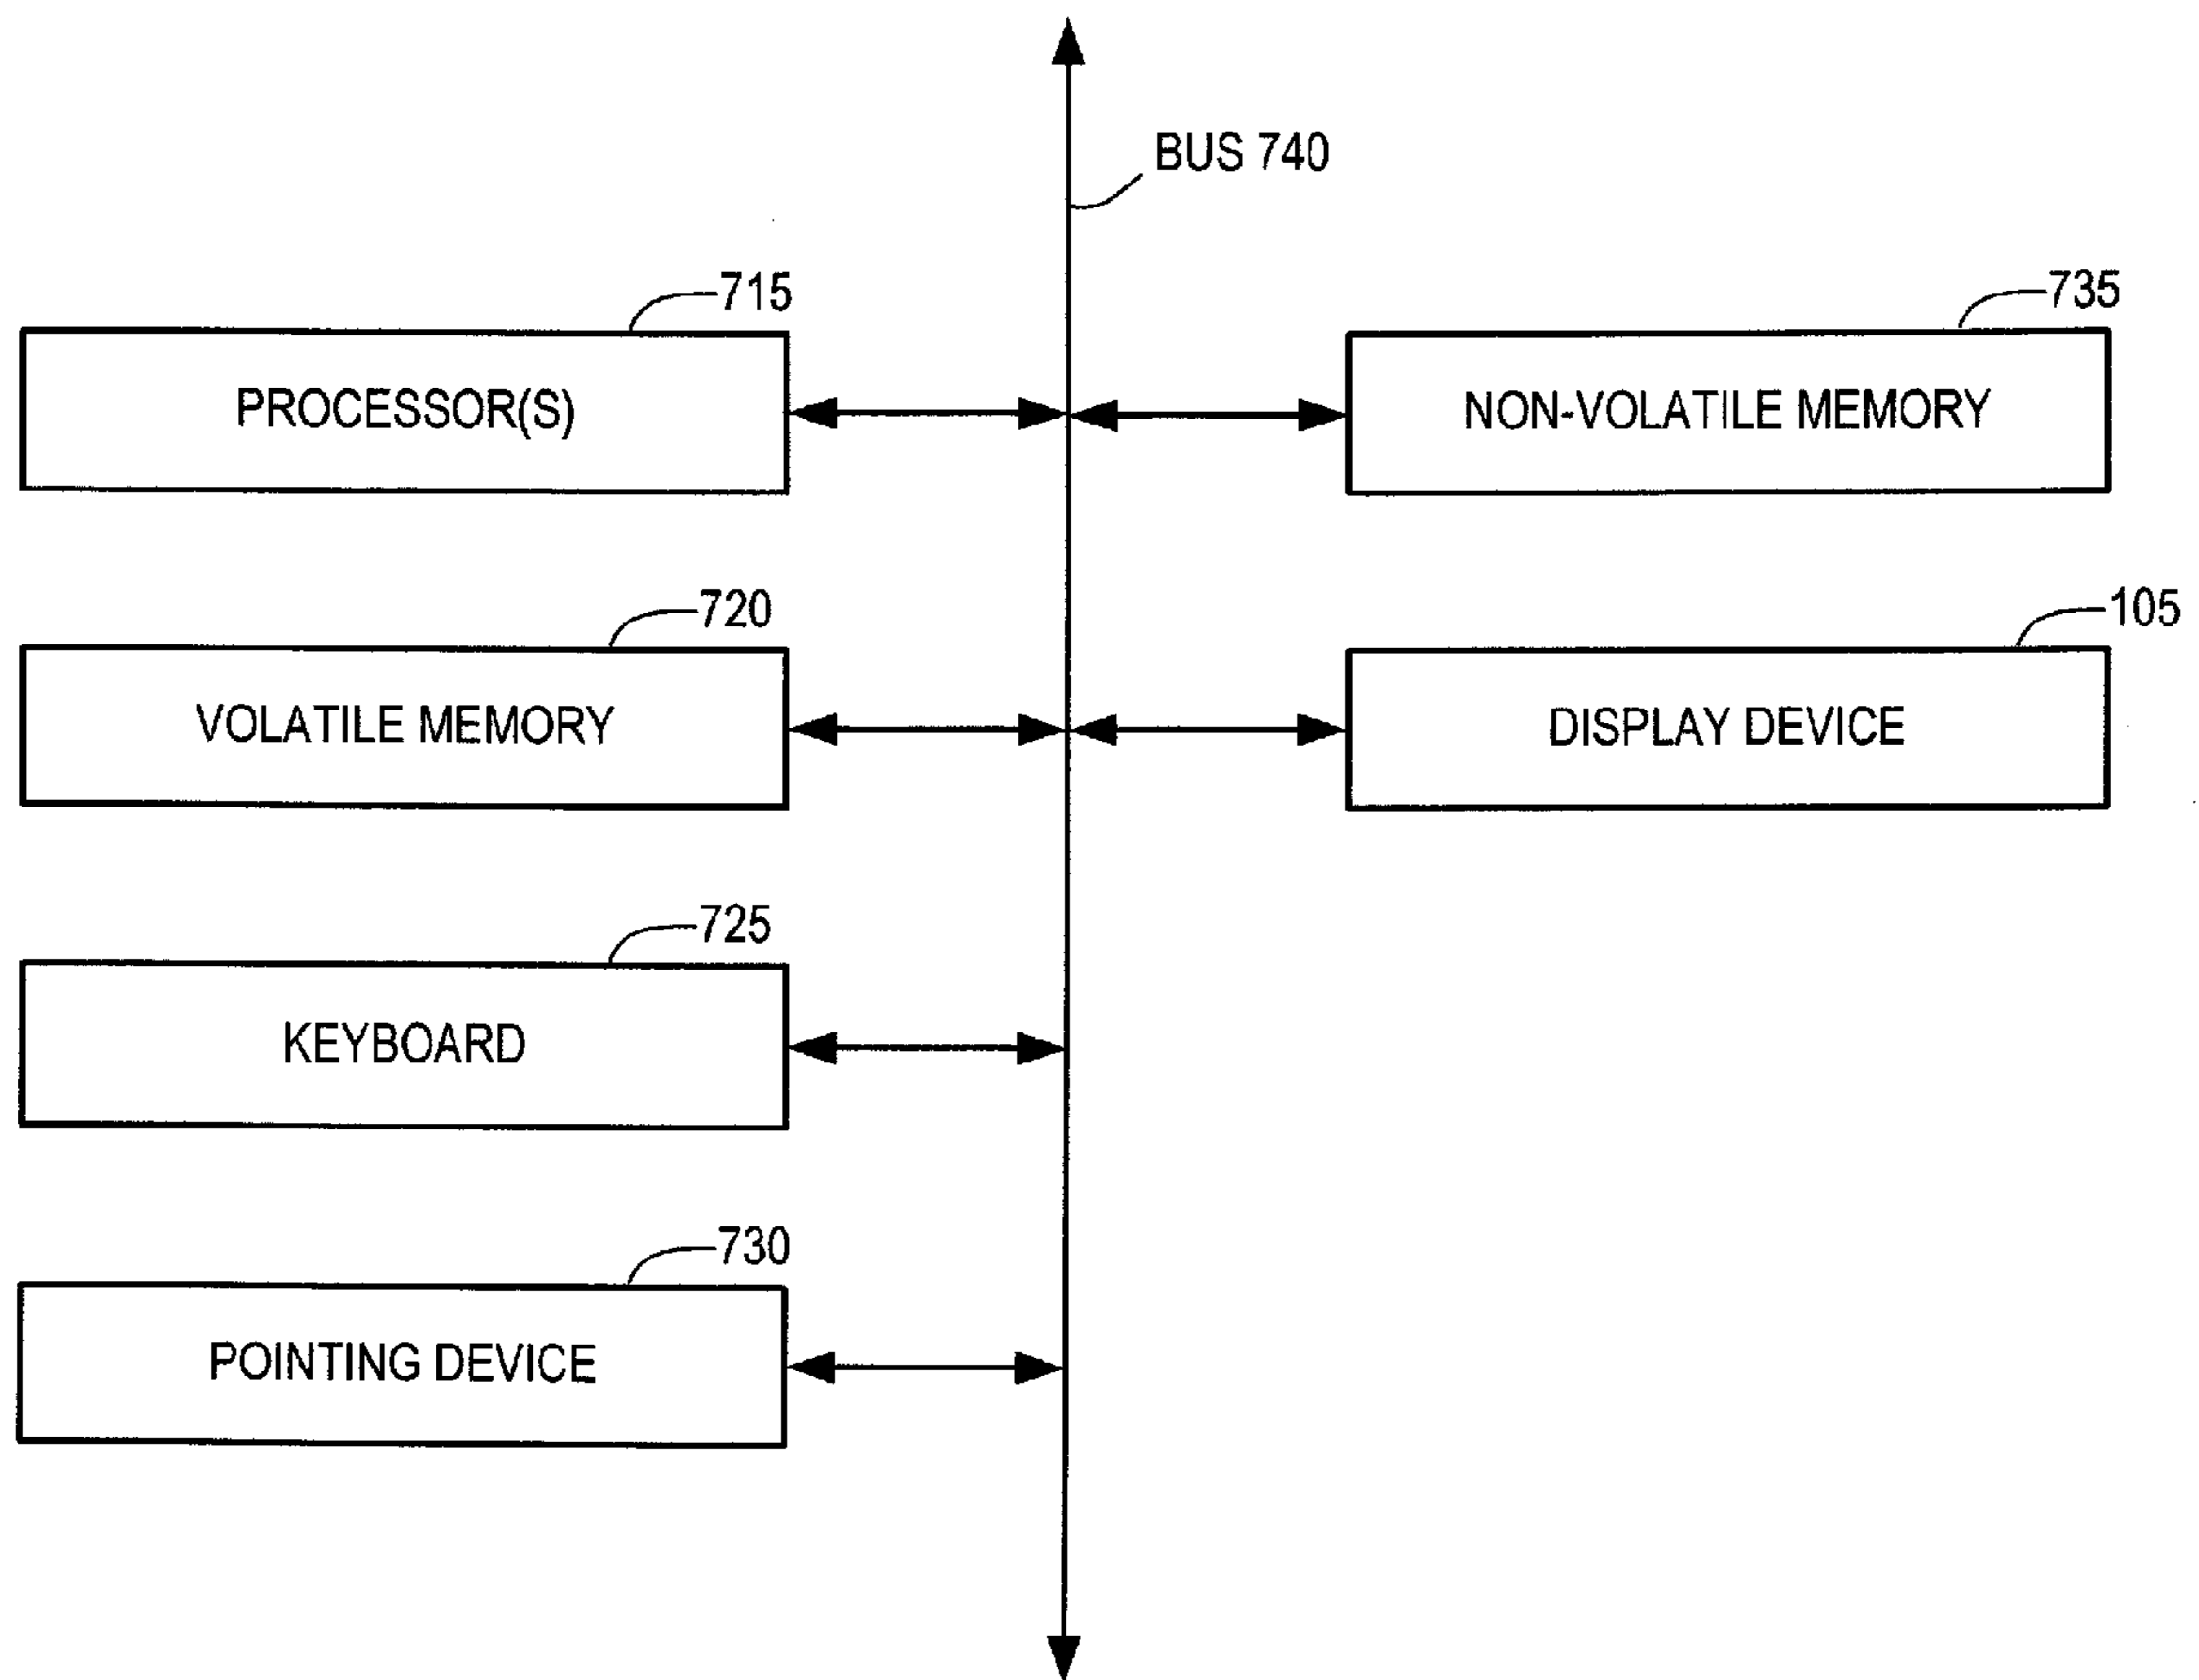 BUS 740
715
PROCESSOR(S)
735
NON-VOLATILE MEMORY
720
VOLATILE MEMORY
105
DISPLAY DEVICE
725
KEYBOARD
730
POINTING DEVICE